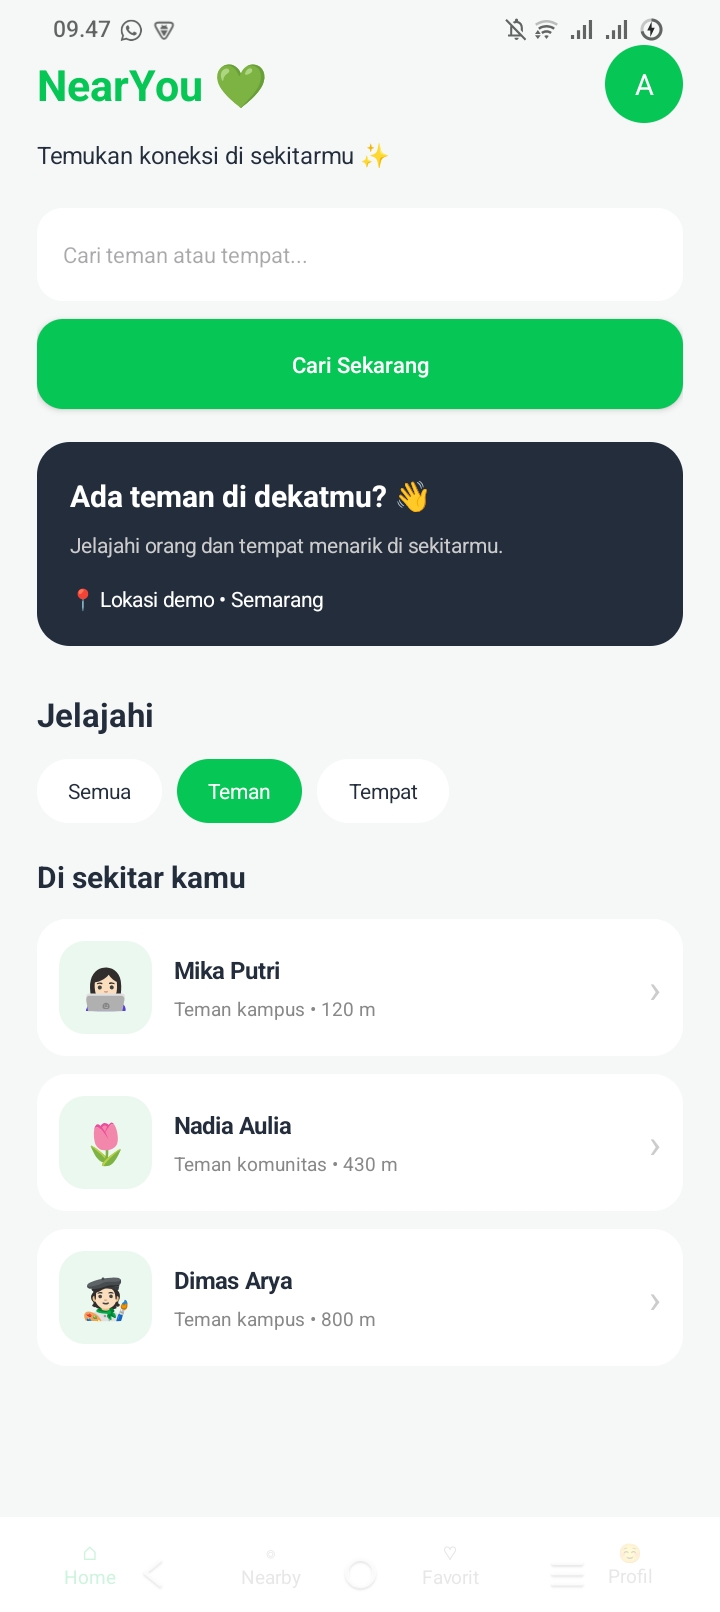 09.47
NearYou 💚
A
Temukan koneksi di sekitarmu ✨
Cari teman atau tempat...
Cari Sekarang
Ada teman di dekatmu? 👋
Jelajahi orang dan tempat menarik di sekitarmu.
📍 Lokasi demo • Semarang
Jelajahi
Semua
Teman
Tempat
Di sekitar kamu
Mika Putri
Teman kampus • 120 m
Nadia Aulia
Teman komunitas • 430 m
Dimas Arya
Teman kampus • 800 m
Home
Nearby
Favorit
Profil